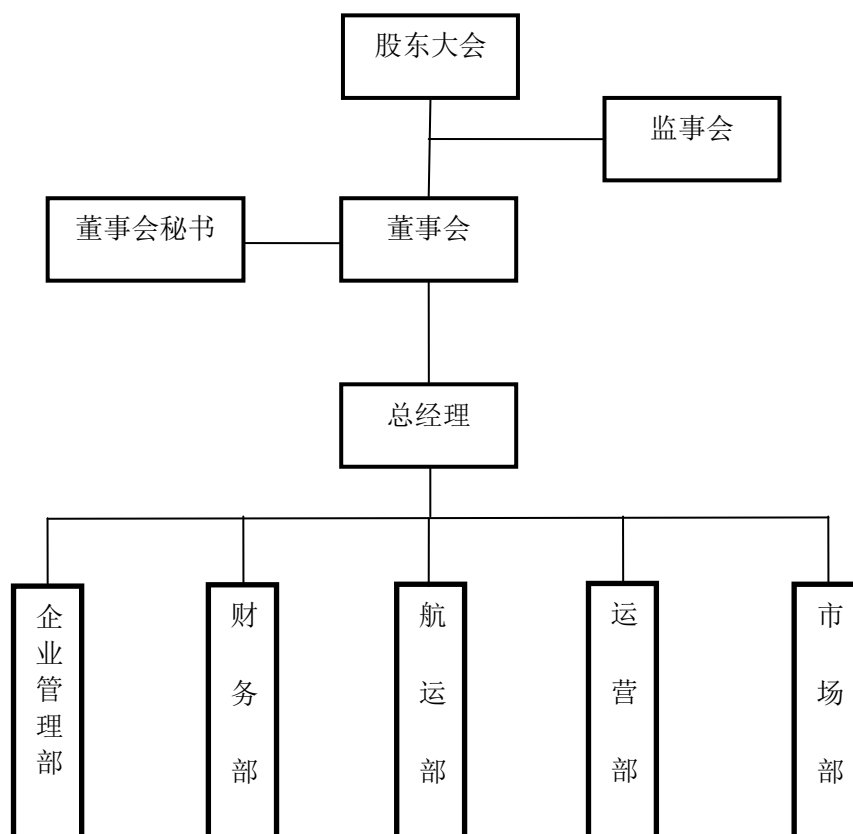 股东大会
监事会
董事会秘书
董事会
总经理
企业管理部
财务部
航运部
运营部
市场部